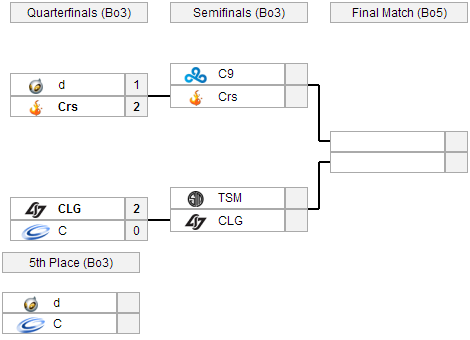 Quarterfinals (Bo3) Semifinals (Bo3) Final Match (Bo5)
C9
d 1
Crs
Crs 2
TSM
CLG 2
CLG
C 0
5th Place (Bo3)
d
C